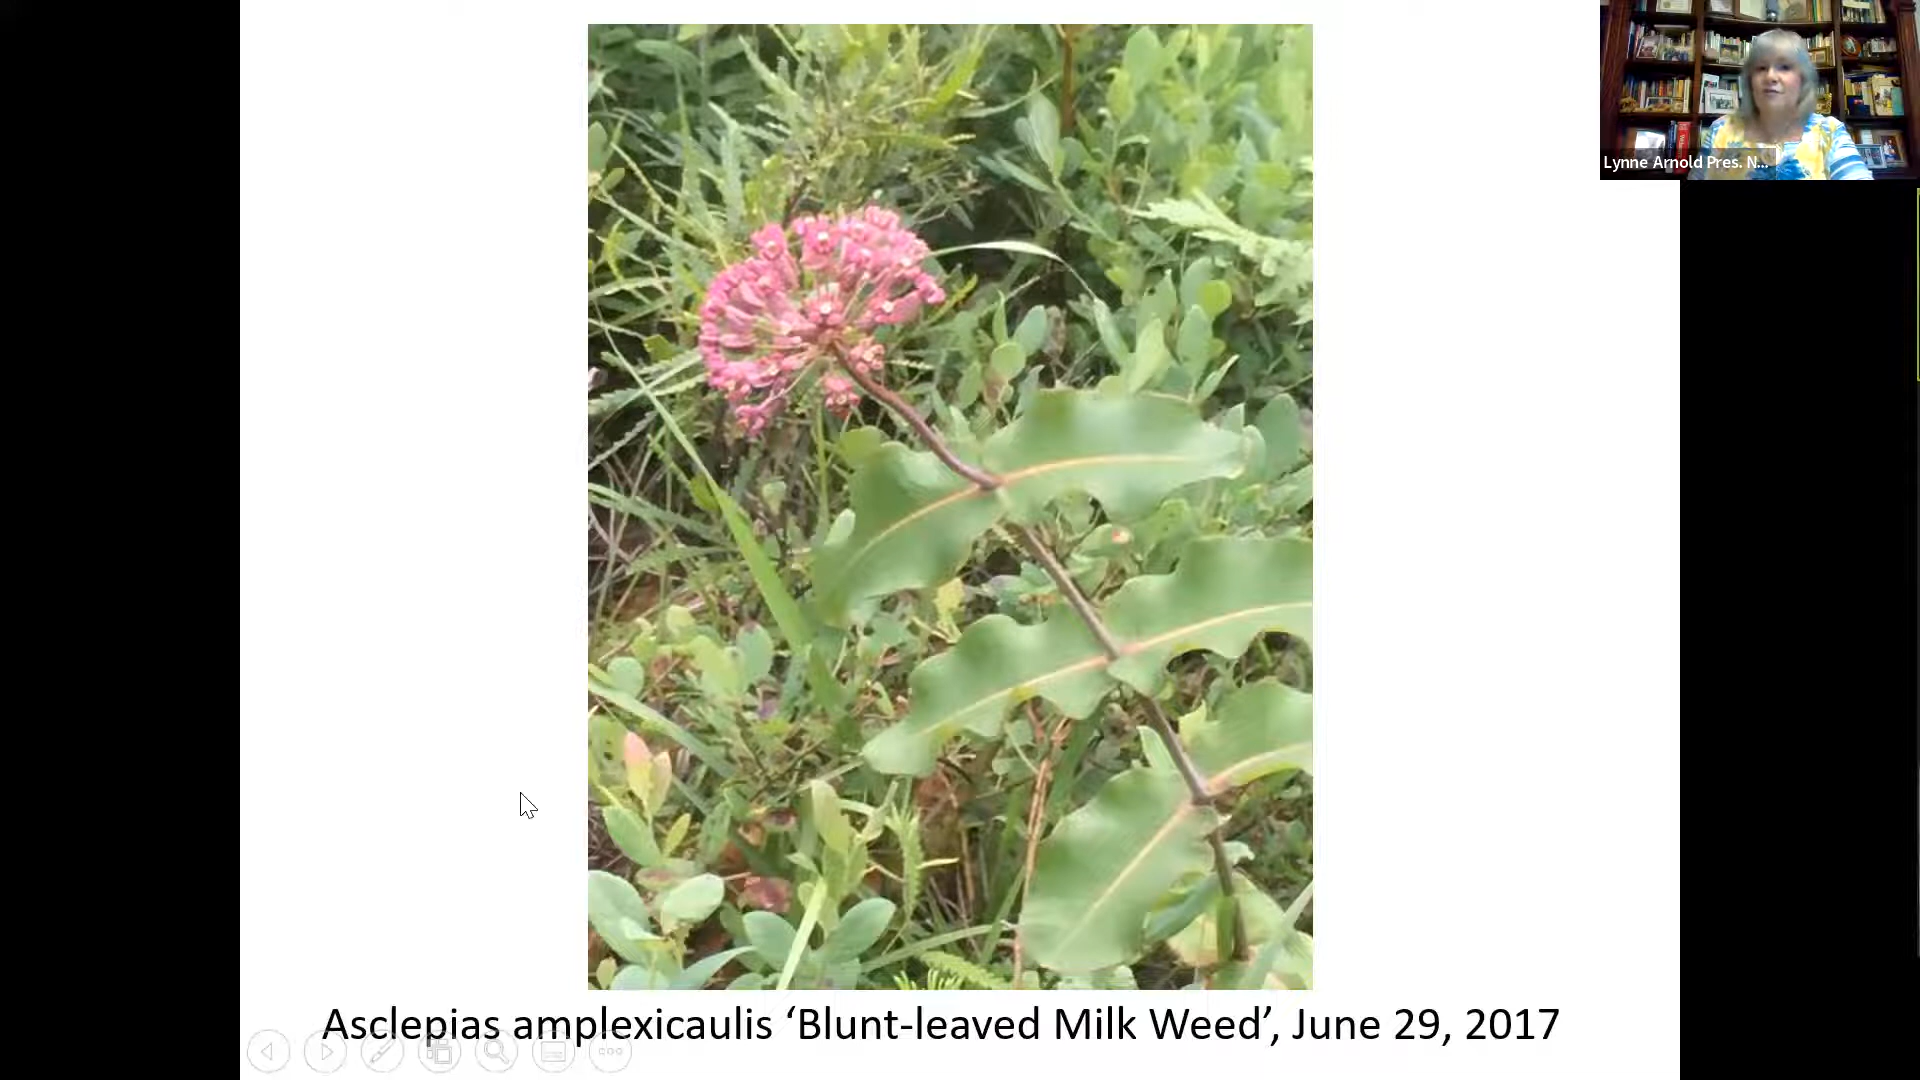 Lynne Arnold Pres. N...
Asclepias amplexicaulis ‘Blunt-leaved Milk Weed’, June 29, 2017